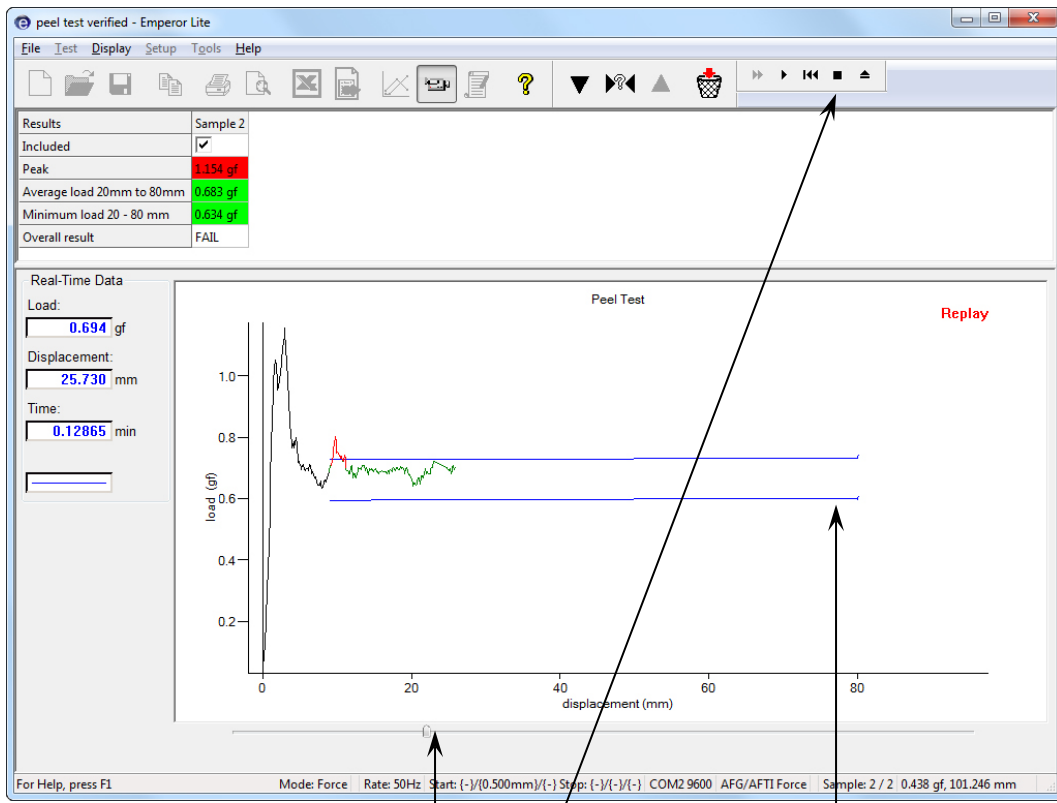 peel test verified - Emperor Lite
File Test Display Setup Tools Help
Results Sample 2
Included
Peak 1.154 gf
Average load 20mm to 80mm 0.683 gf
Minimum load 20 - 80 mm 0.634 gf
Overall result FAIL
Real-Time Data
Load:
0.694 gf
Displacement:
25.730 mm
Time:
0.12865 min
Peel Test
Replay
load (gf)
1.0
0.8
0.6
0.4
0.2
0 20 40 60 80
displacement (mm)
For Help, press F1 Mode: Force Rate: 50Hz Start: {-}/{0.500mm}/{-} Stop: {-}/{-}/{-} COM2 9600 AFG/AFTI Force Sample: 2 / 2 0.438 gf, 101.246 mm